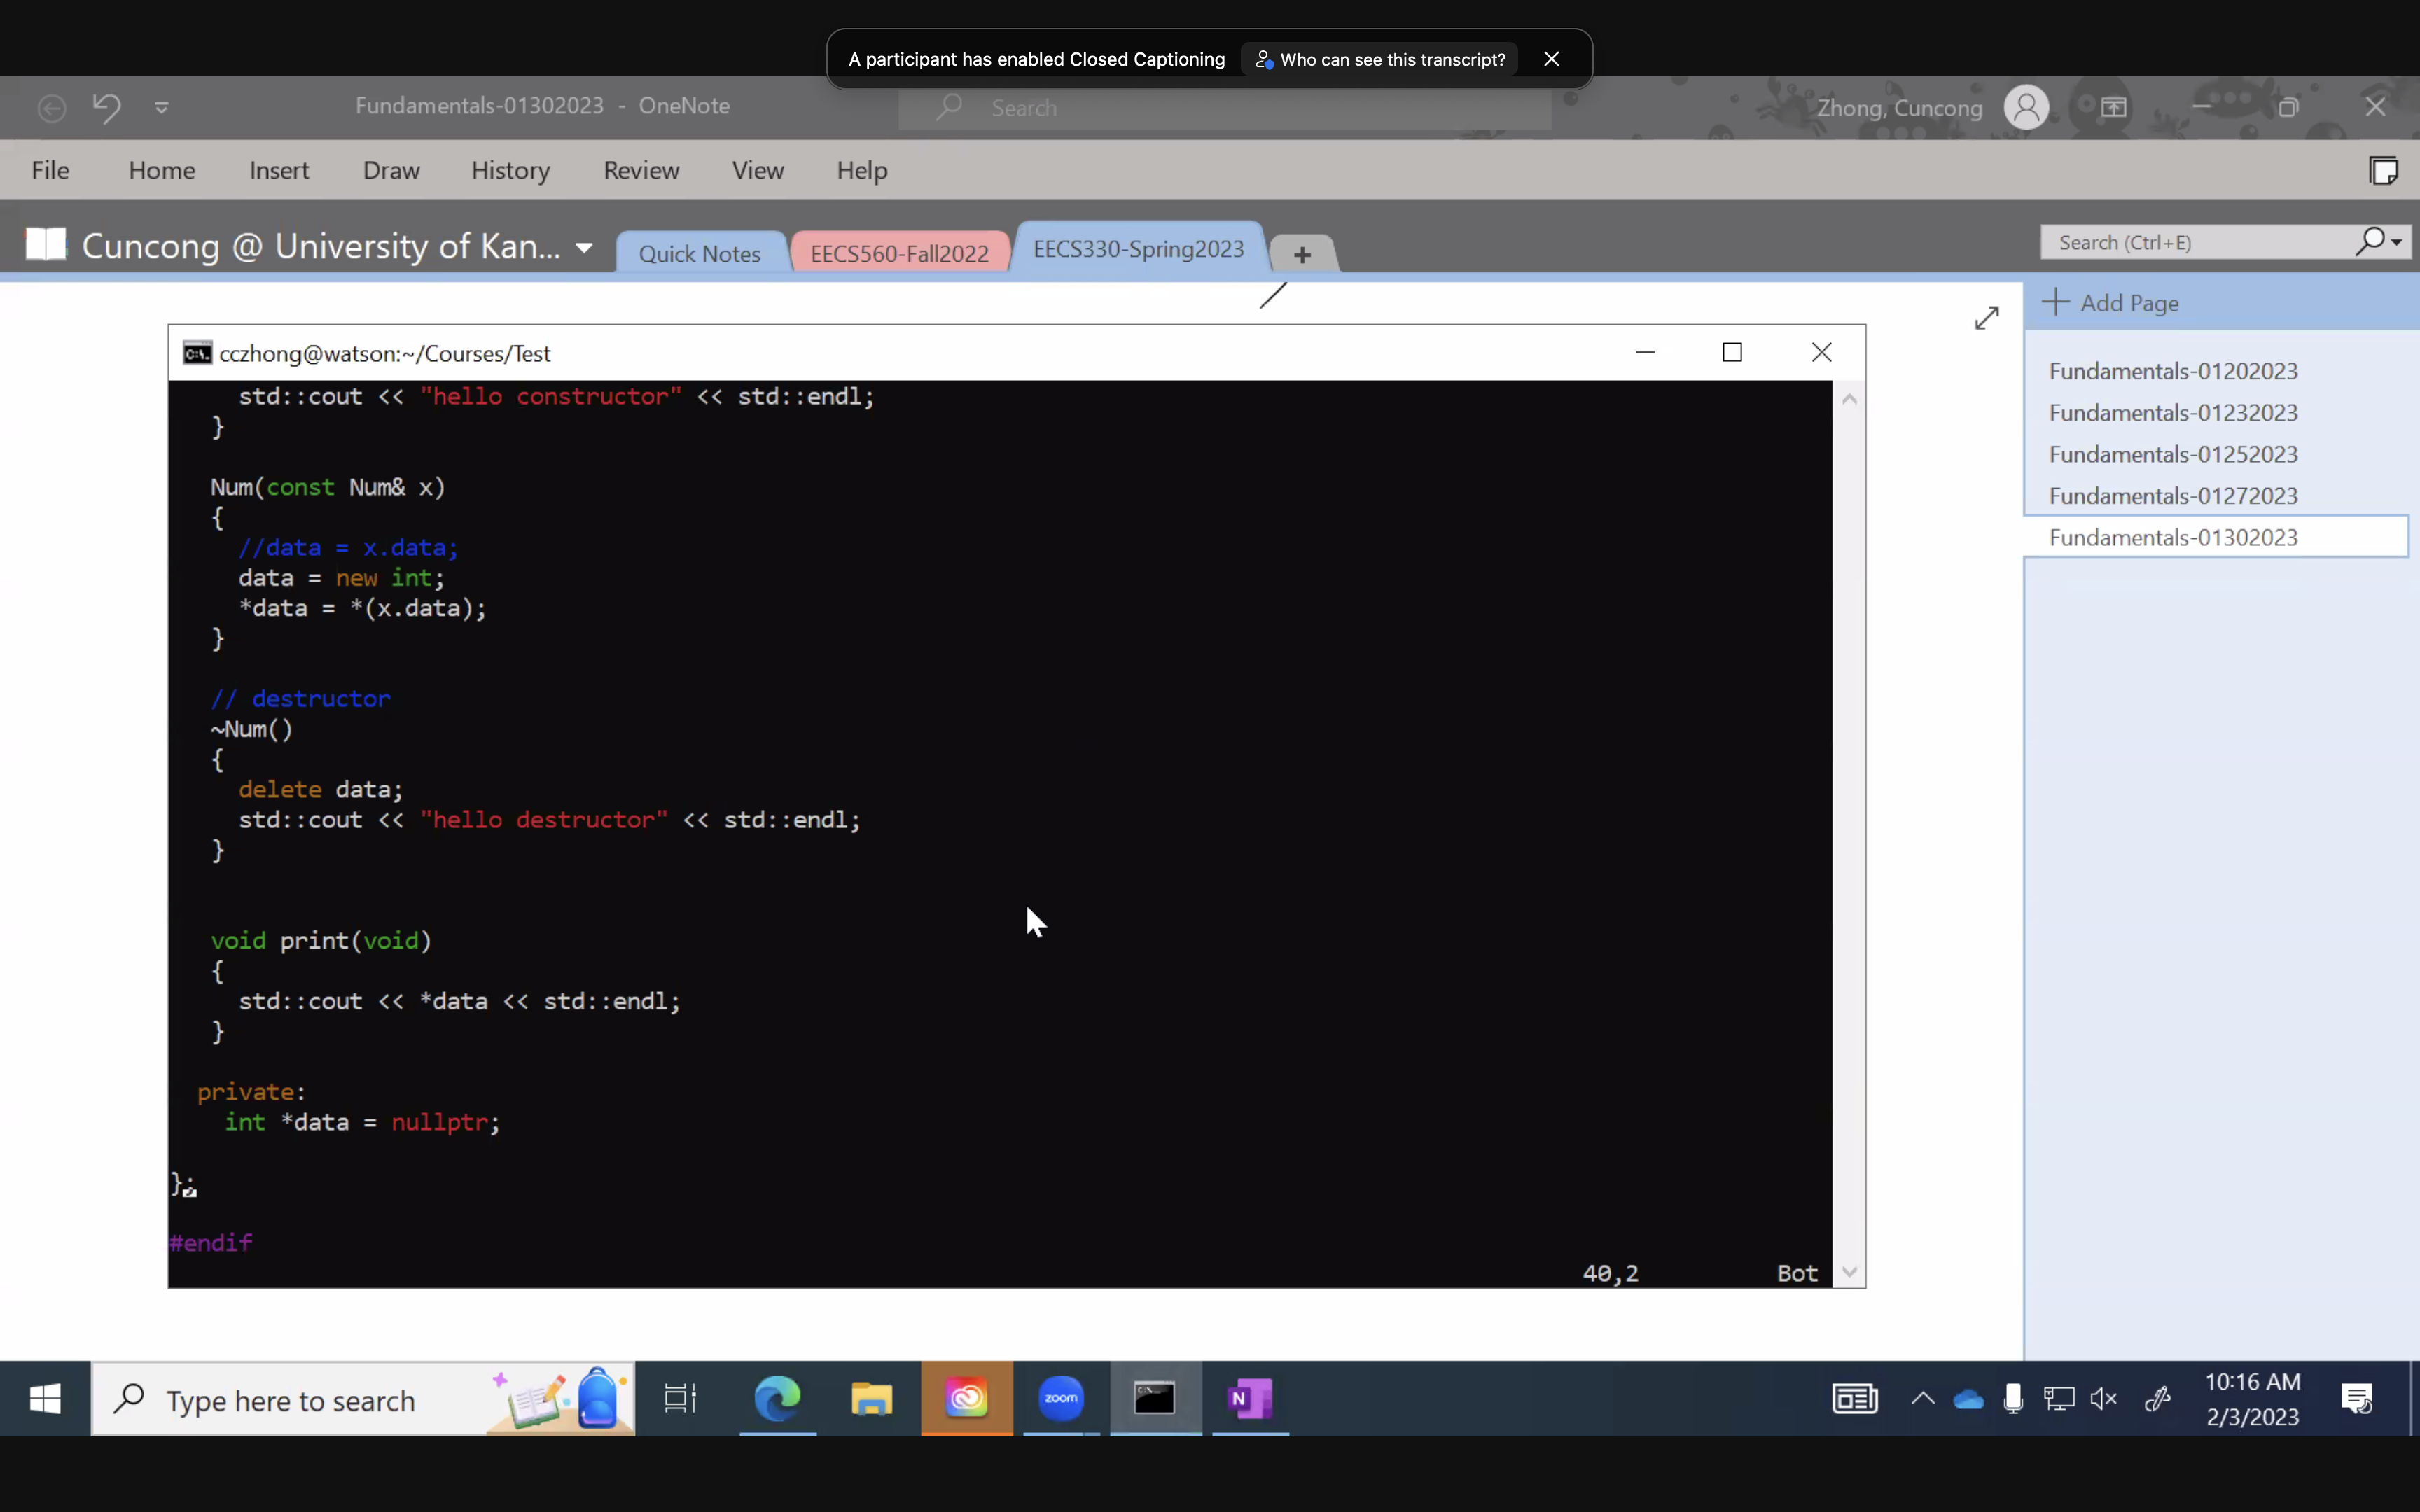 A participant has enabled Closed Captioning Who can see this transcript?
Fundamentals-01302023 - OneNote
Search
Zhong, Cuncong
File Home Insert Draw History Review View Help
Cuncong @ University of Kan...
Quick Notes
EECS560-Fall2022
EECS330-Spring2023
+
Search (Ctrl+E)
Add Page
Fundamentals-01202023
Fundamentals-01232023
Fundamentals-01252023
Fundamentals-01272023
Fundamentals-01302023
C:\.
cczhong@watson:~/Courses/Test
std::cout << "hello constructor" << std::endl;
}
Num(const Num& x)
{
//data = x.data;
data = new int;
*data = *(x.data);
}
// destructor
~Num()
{
delete data;
std::cout << "hello destructor" << std::endl;
}
void print(void)
{
std::cout << *data << std::endl;
}
private:
int *data = nullptr;
};
#endif
40,2 Bot
Type here to search
zoom
N
10:16 AM
2/3/2023